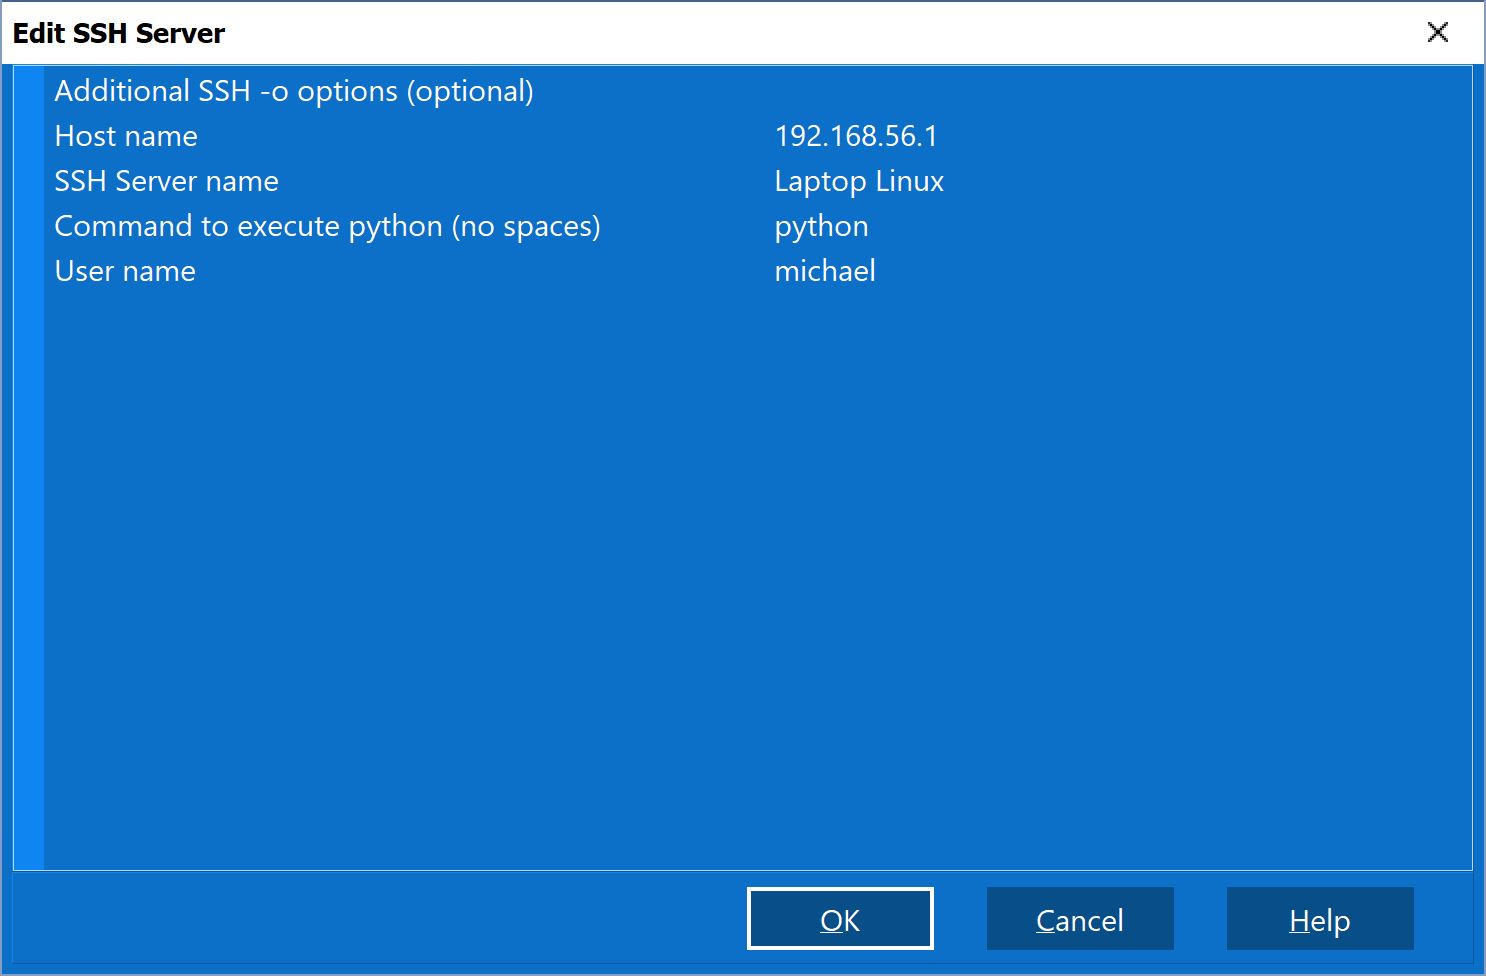 Edit SSH Server
Additional SSH -o options (optional)
Host name 192.168.56.1
SSH Server name Laptop Linux
Command to execute python (no spaces) python
User name michael
OK Cancel Help